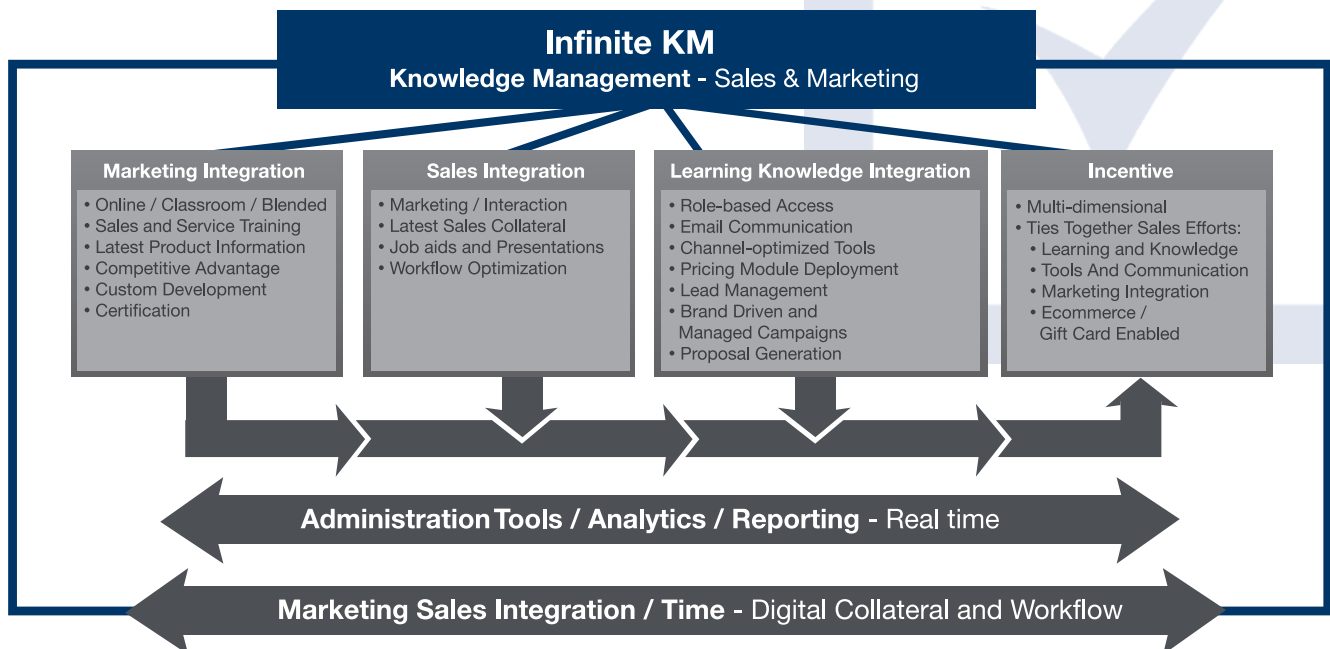 Infinite KM
Knowledge Management - Sales & Marketing
Marketing Integration
• Online / Classroom / Blended
• Sales and Service Training
• Latest Product Information
• Competitive Advantage
• Custom Development
• Certification
Sales Integration
• Marketing / Interaction
• Latest Sales Collateral
• Job aids and Presentations
• Workflow Optimization
Learning Knowledge Integration
• Role-based Access
• Email Communication
• Channel-optimized Tools
• Pricing Module Deployment
• Lead Management
• Brand Driven and
Managed Campaigns
• Proposal Generation
Incentive
• Multi-dimensional
• Ties Together Sales Efforts:
• Learning and Knowledge
• Tools And Communication
• Marketing Integration
• Ecommerce /
Gift Card Enabled
Administration Tools / Analytics / Reporting - Real time
Marketing Sales Integration / Time - Digital Collateral and Workflow